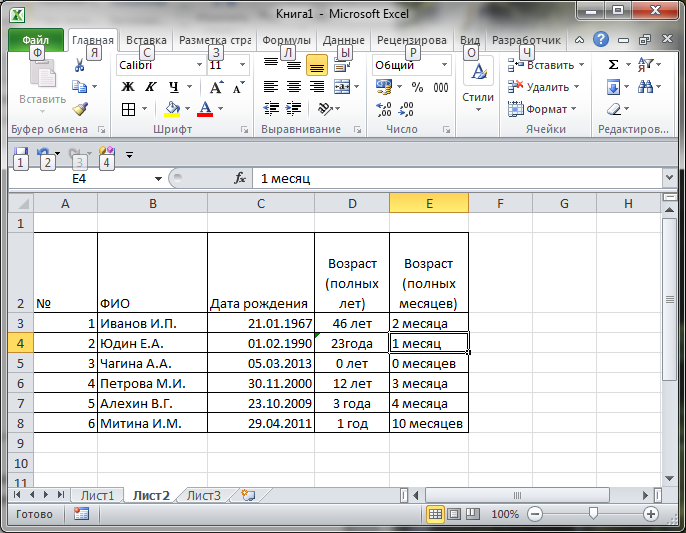 Книга1 - Microsoft Excel
Файл Главная Вставка Разметка стра Формулы Данные Рецензирова Вид Разработчик
Ф Я С З Л Ы Р О Ч
Вставить
Calibri 11
Ж К Ч
Общий
% 000
Стили
Вставить
Удалить
Формат
Буфер обмена Шрифт Выравнивание Число Ячейки Редактиров...
1 2 3 4
E4 fx 1 месяц
A B C D E F G H
1
2 № ФИО Дата рождения Возраст (полных лет) Возраст (полных месяцев)
3 1 Иванов И.П. 21.01.1967 46 лет 2 месяца
4 2 Юдин Е.А. 01.02.1990 23года 1 месяц
5 3 Чагина А.А. 05.03.2013 0 лет 0 месяцев
6 4 Петрова М.И. 30.11.2000 12 лет 3 месяца
7 5 Алехин В.Г. 23.10.2009 3 года 4 месяца
8 6 Митина И.М. 29.04.2011 1 год 10 месяцев
9
10
11
Лист1 Лист2 Лист3
Готово 100%